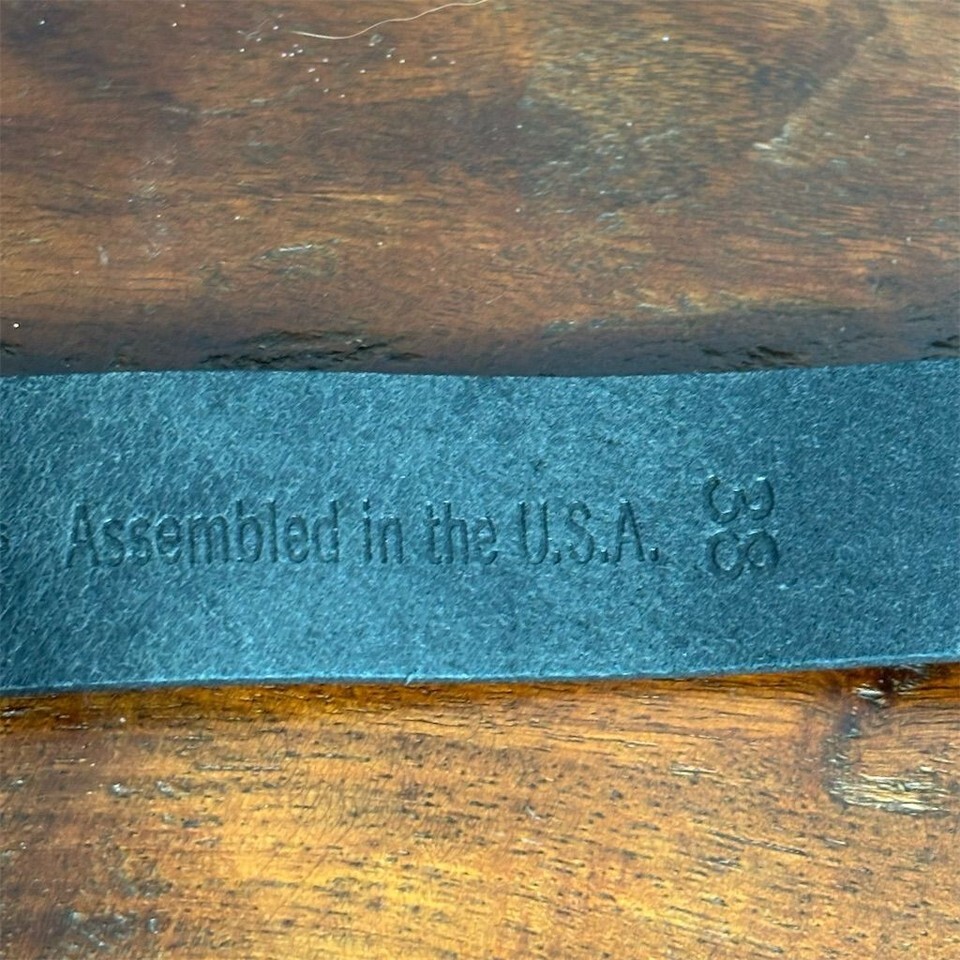 Assembled in the U.S.A.
38